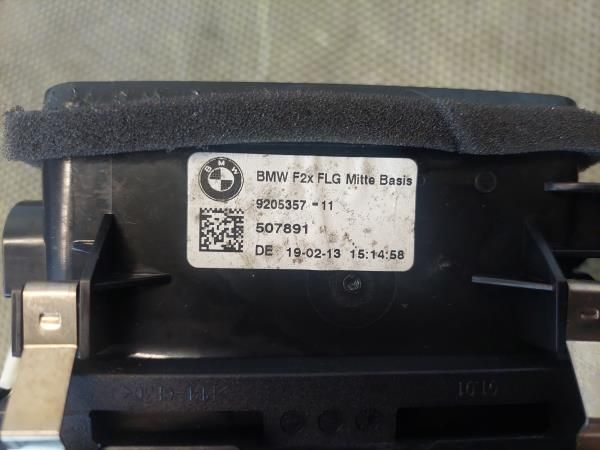 BMW
BMW F2x FLG Mitte Basis
9205357 -11
507891
DE 19-02-13 15:14:58